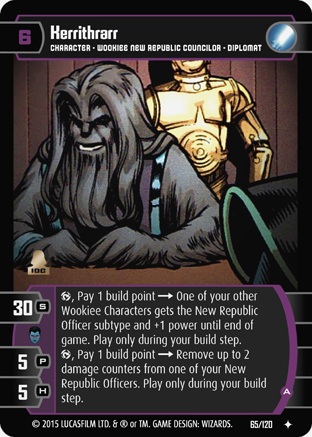 6
Kerrithrarr
CHARACTER - WOOKIEE NEW REPUBLIC COUNCILOR - DIPLOMAT
IBC
30 S
5 P
5 H
, Pay 1 build point → One of your other
Wookiee Characters gets the New Republic
Officer subtype and +1 power until end of
game. Play only during your build step.
, Pay 1 build point → Remove up to 2
damage counters from one of your New
Republic Officers. Play only during your build
step.
A
© 2015 LUCASFILM LTD. & ® OR TM. GAME DESIGN: WIZARDS. 65/120